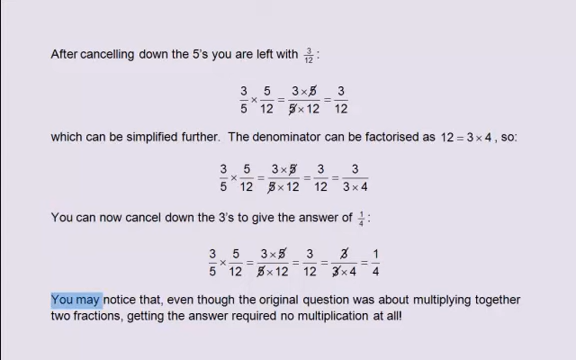 After cancelling down the 5's you are left with 3/12 :
3/5 × 5/12 = 3 × 5 / 5 × 12 = 3/12
which can be simplified further. The denominator can be factorised as 12 = 3 × 4 , so:
3/5 × 5/12 = 3 × 5 / 5 × 12 = 3/12 = 3 / 3 × 4
You can now cancel down the 3's to give the answer of 1/4 :
3/5 × 5/12 = 3 × 5 / 5 × 12 = 3/12 = 3 / 3 × 4 = 1/4
You may notice that, even though the original question was about multiplying together
two fractions, getting the answer required no multiplication at all!